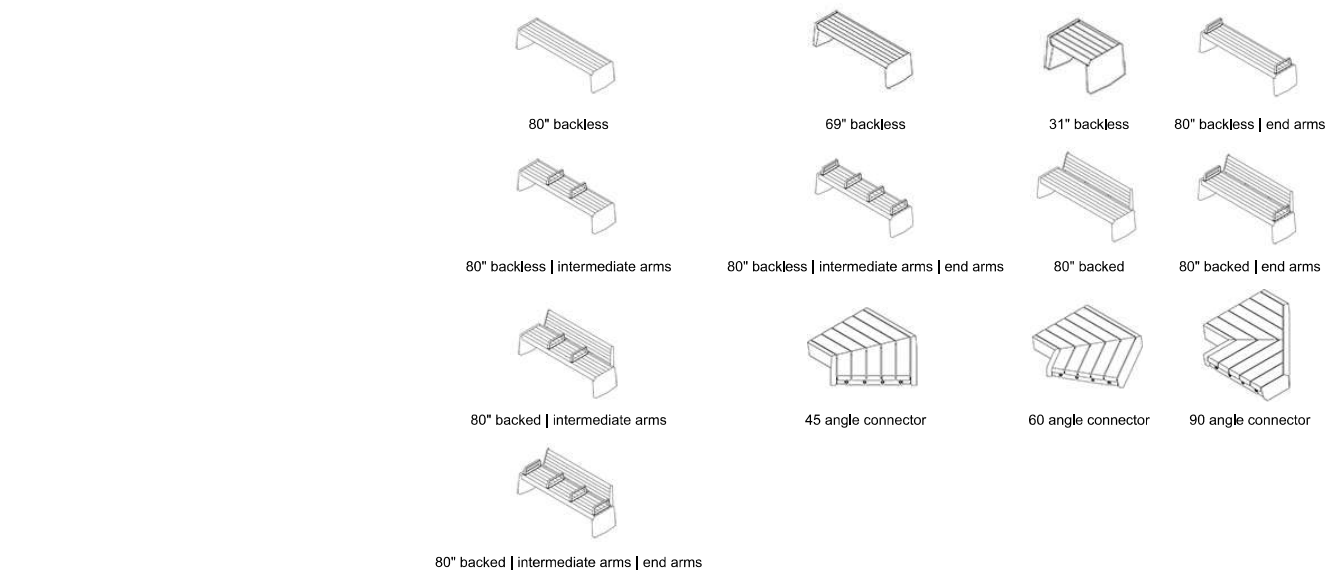 80" backless
69" backless
31" backless
80" backless | end arms
80" backless | intermediate arms
80" backless | intermediate arms | end arms
80" backed
80" backed | end arms
80" backed | intermediate arms
45 angle connector
60 angle connector
90 angle connector
80" backed | intermediate arms | end arms